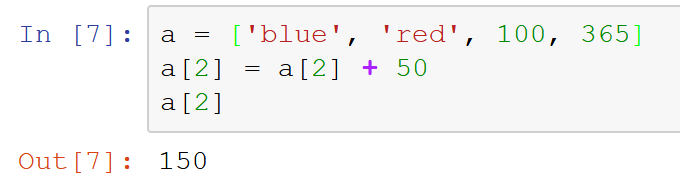 In [7]: a = ['blue', 'red', 100, 365]
a[2] = a[2] + 50
a[2]
Out[7]: 150